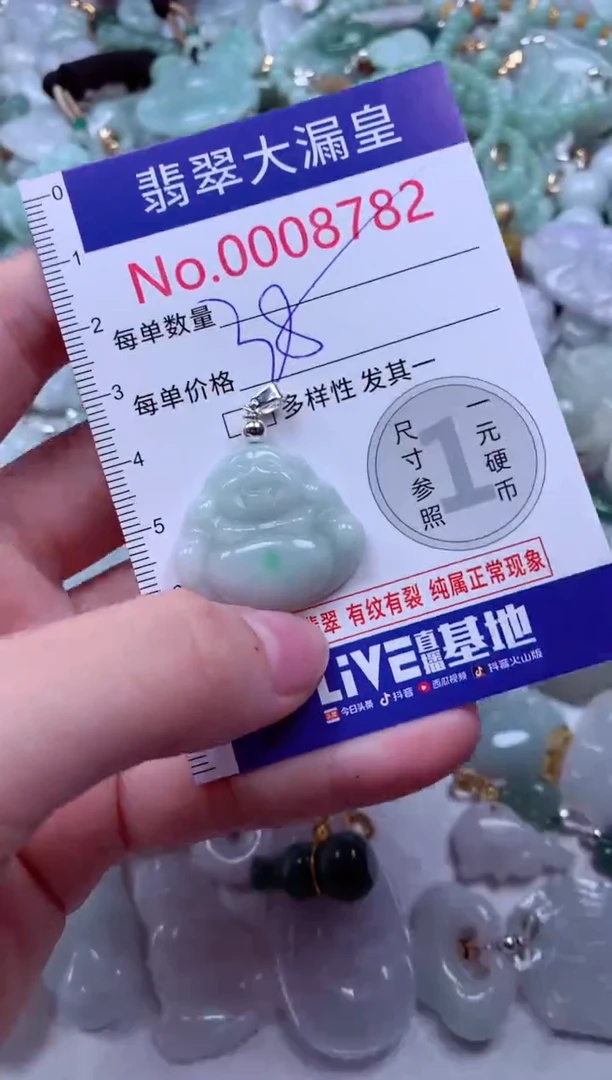 翡翠大漏皇
No.0008782
0
1
每单数量
2
38
每单价格
3
多样性 发其一
4
尺寸参照
1
一元硬币
5
翡翠 有纹有裂 纯属正常现象
LiVE直播基地
今日头条 抖音 西瓜视频 抖音火山版